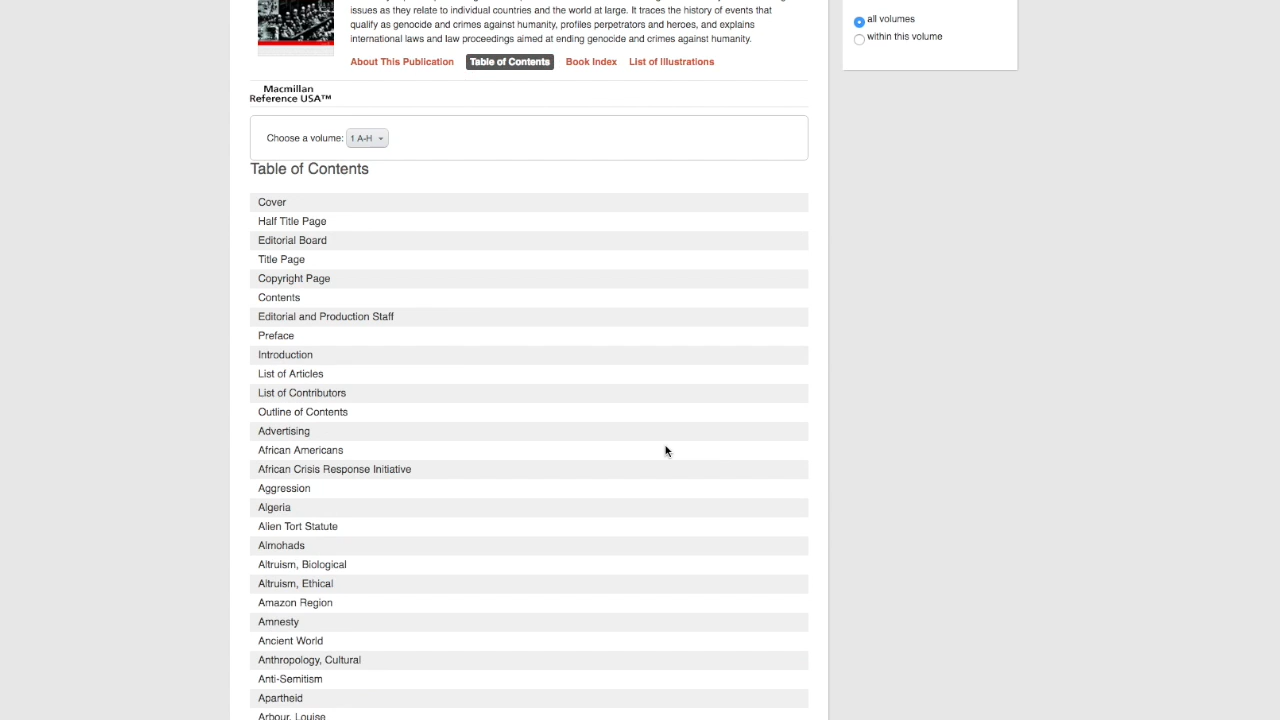 issues as they relate to individual countries and the world at large. It traces the history of events that
qualify as genocide and crimes against humanity, profiles perpetrators and heroes, and explains
international laws and law proceedings aimed at ending genocide and crimes against humanity.
About This Publication Table of Contents Book Index List of Illustrations
all volumes
within this volume
Macmillan
Reference USA™
Choose a volume: 1 A-H
Table of Contents
Cover
Half Title Page
Editorial Board
Title Page
Copyright Page
Contents
Editorial and Production Staff
Preface
Introduction
List of Articles
List of Contributors
Outline of Contents
Advertising
African Americans
African Crisis Response Initiative
Aggression
Algeria
Alien Tort Statute
Almohads
Altruism, Biological
Altruism, Ethical
Amazon Region
Amnesty
Ancient World
Anthropology, Cultural
Anti-Semitism
Apartheid
Arbour, Louise